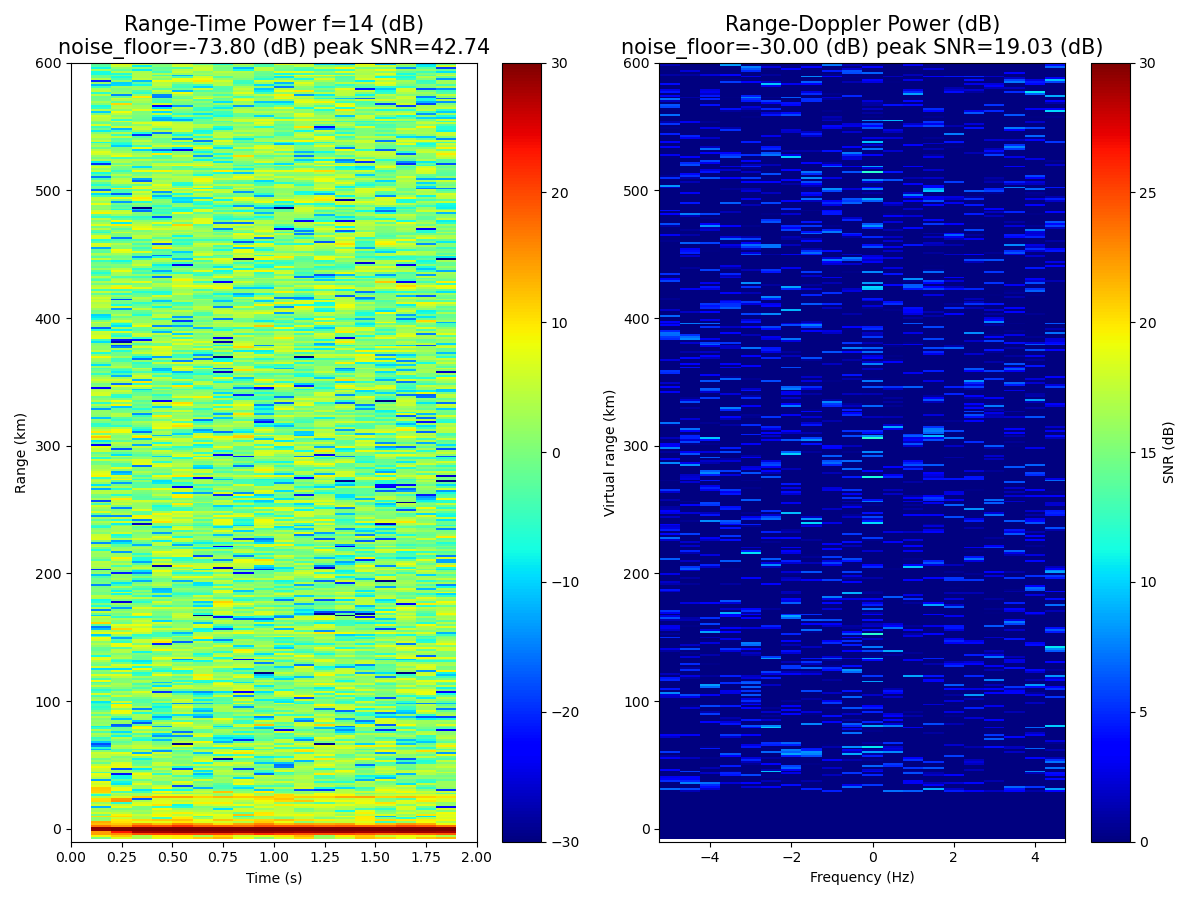 Range-Time Power f=14 (dB)
noise_floor=-73.80 (dB) peak SNR=42.74
600
500
400
300
200
100
0
Range (km)
0.00 0.25 0.50 0.75 1.00 1.25 1.50 1.75 2.00
Time (s)
30
20
10
0
−10
−20
−30
Range-Doppler Power (dB)
noise_floor=-30.00 (dB) peak SNR=19.03 (dB)
600
500
400
300
200
100
0
Virtual range (km)
−4 −2 0 2 4
Frequency (Hz)
30
25
20
15
10
5
0
SNR (dB)